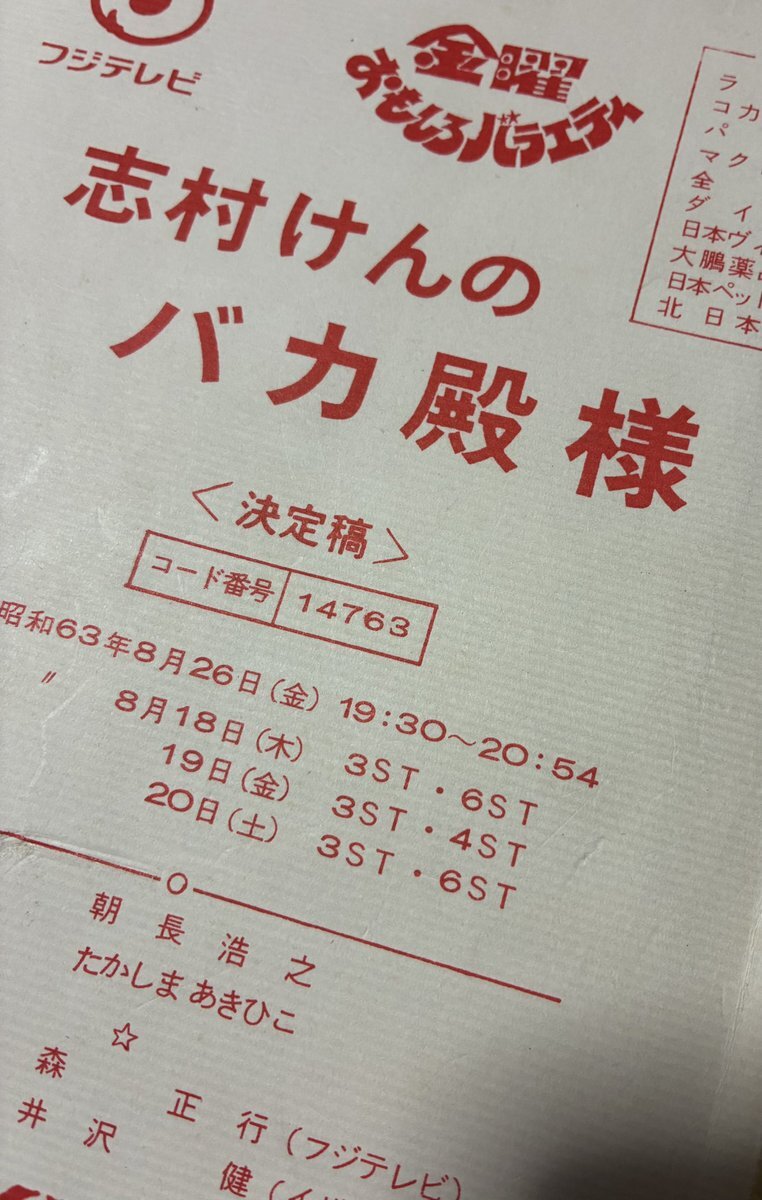 フジテレビ
金曜
おもしろバラエティ
志村けんの
バカ殿様
〈決定稿〉
コード番号 14763
昭和63年8月26日(金) 19:30〜20:54
〃 8月18日(木) 3ST・6ST
19日(金) 3ST・4ST
20日(土) 3ST・6ST
朝長浩之
たかしまあきひこ
☆
森 正行(フジテレビ)
井沢 健(イ
ラ
コカ
パ
マク
全
ダイ
日本ヴィ
大鵬薬
日本ペット
北日本